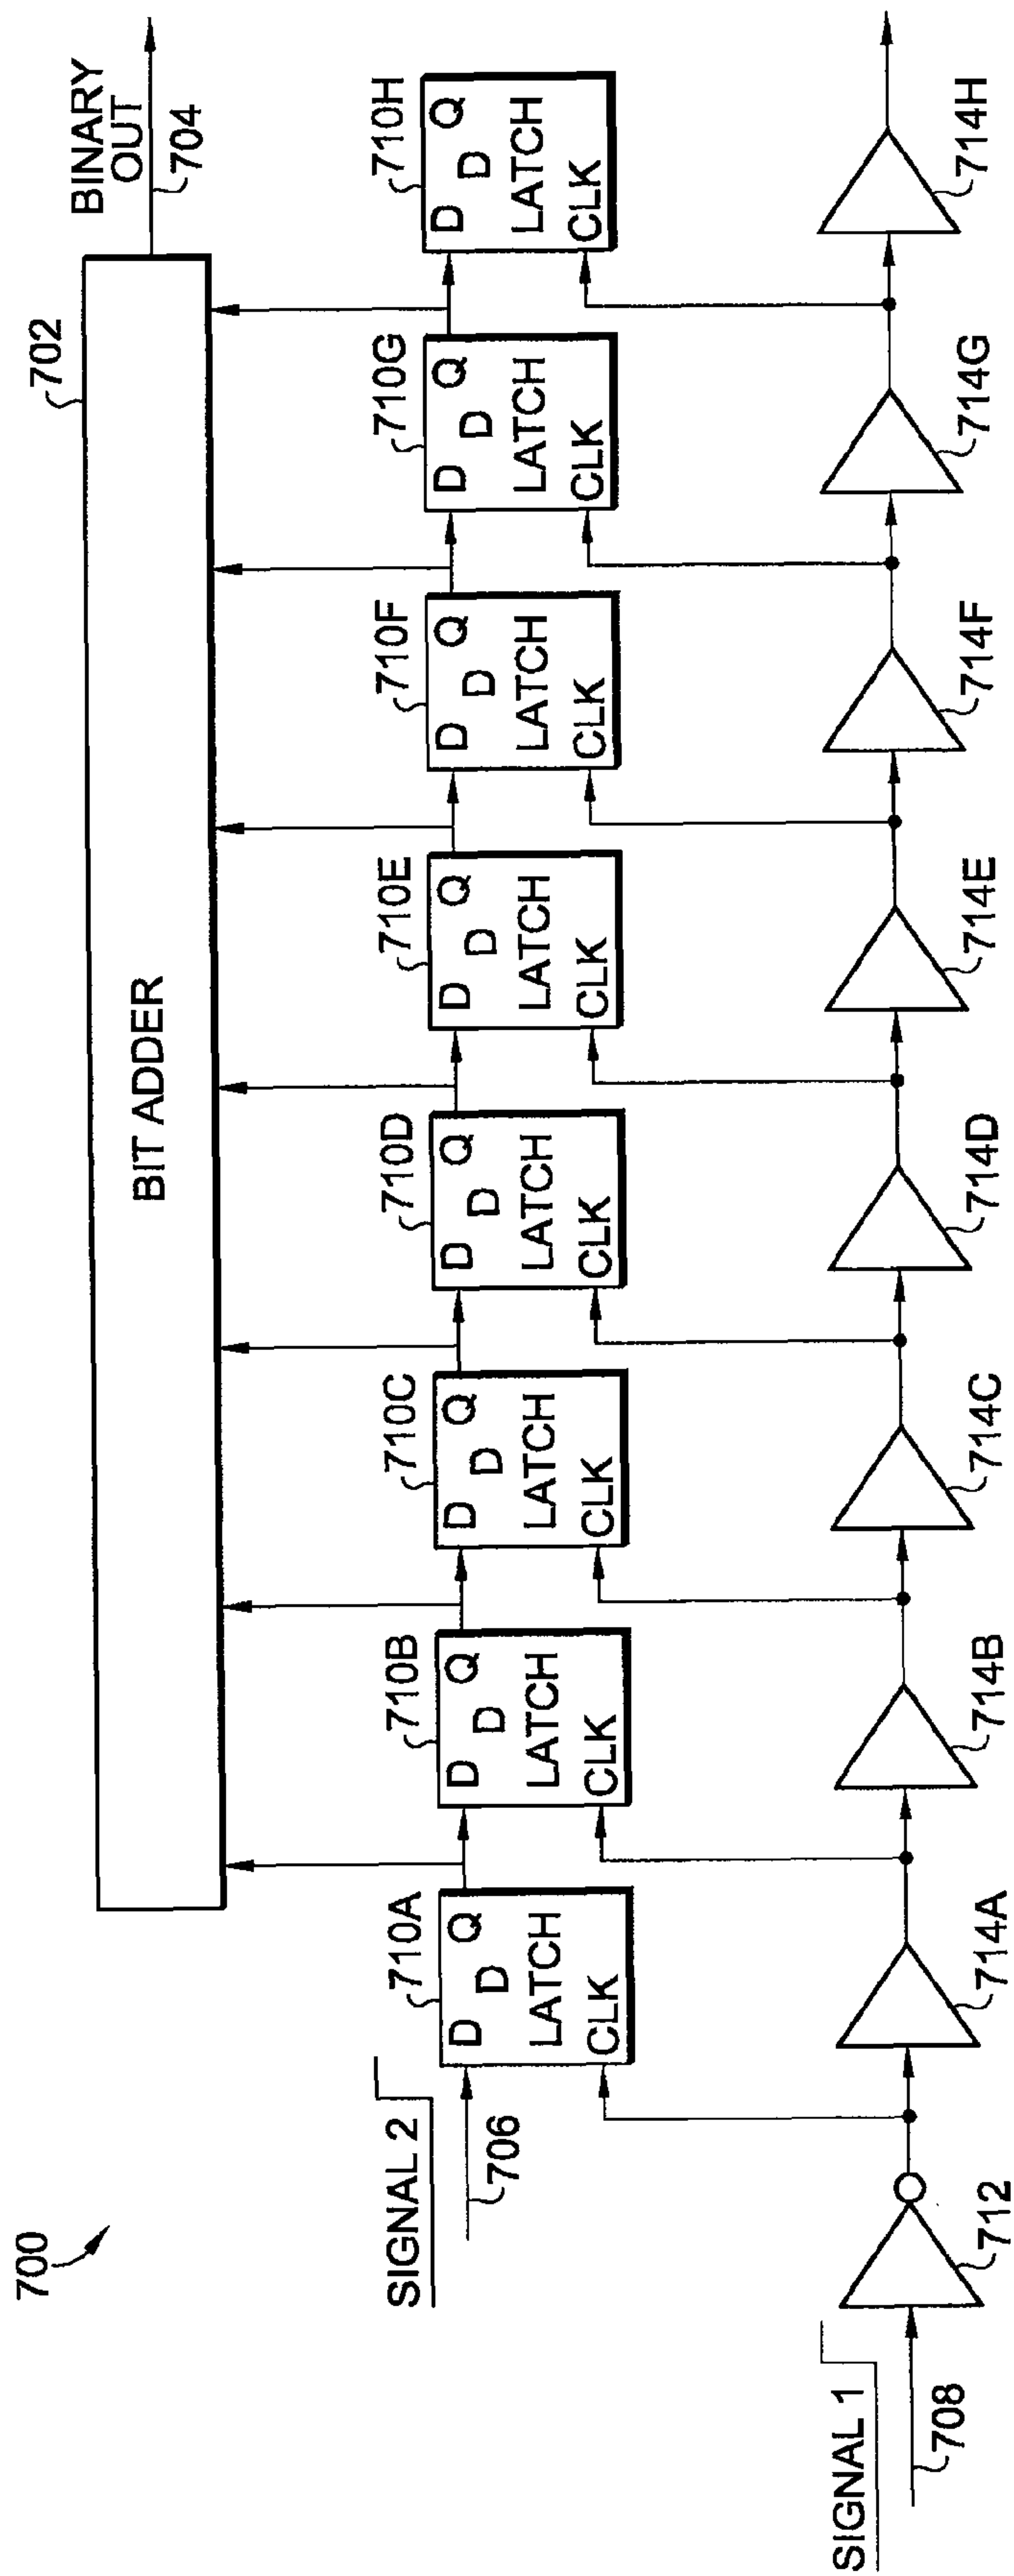 700
702
BIT ADDER
BINARY
OUT
704
SIGNAL 2
706
710A
D Q
D
LATCH
CLK
710B
D Q
D
LATCH
CLK
710C
D Q
D
LATCH
CLK
710D
D Q
D
LATCH
CLK
710E
D Q
D
LATCH
CLK
710F
D Q
D
LATCH
CLK
710G
D Q
D
LATCH
CLK
710H
D Q
D
LATCH
CLK
SIGNAL 1
708
712
714A
714B
714C
714D
714E
714F
714G
714H